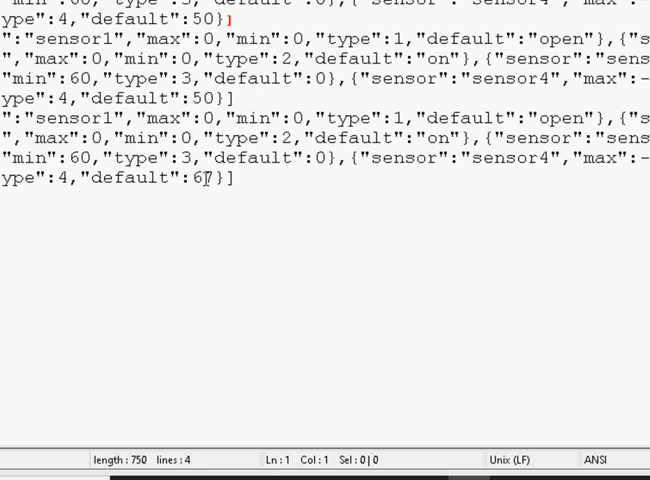 min":60,"type":3,"default":0},{"sensor":"sensor4","max":-
ype":4,"default":50}]
":"sensor1","max":0,"min":0,"type":1,"default":"open"},{"s
","max":0,"min":0,"type":2,"default":"on"},{"sensor":"sens
"min":60,"type":3,"default":0},{"sensor":"sensor4","max":-
ype":4,"default":50}]
":"sensor1","max":0,"min":0,"type":1,"default":"open"},{"s
","max":0,"min":0,"type":2,"default":"on"},{"sensor":"sens
"min":60,"type":3,"default":0},{"sensor":"sensor4","max":-
ype":4,"default":67}]
length : 750 lines : 4 Ln : 1 Col : 1 Sel : 0 | 0 Unix (LF) ANSI